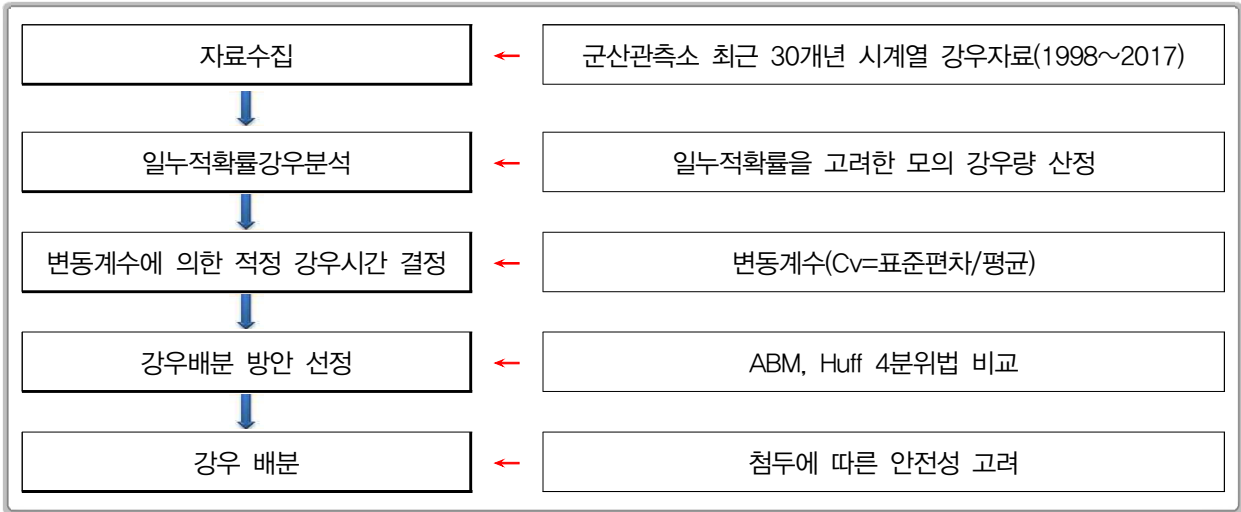 자료수집 ← 군산관측소 최근 30개년 시계열 강우자료(1998～2017)
일누적확률강우분석 ← 일누적확률을 고려한 모의 강우량 산정
변동계수에 의한 적정 강우시간 결정 ← 변동계수(Cv=표준편차/평균)
강우배분 방안 선정 ← ABM, Huff 4분위법 비교
강우 배분 ← 첨두에 따른 안전성 고려